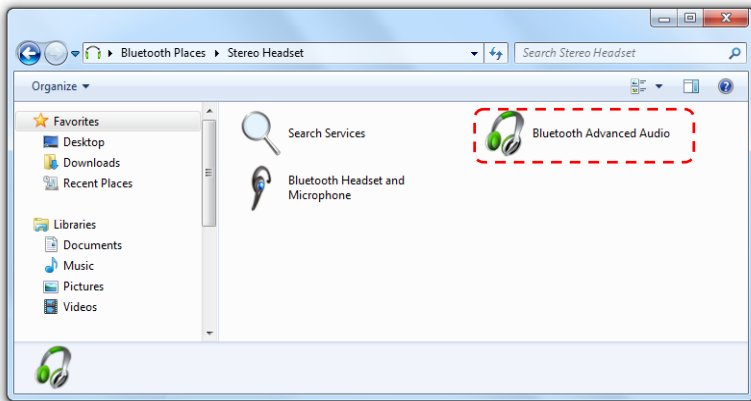 Bluetooth Places Stereo Headset Search Stereo Headset
Organize
Favorites
Desktop
Downloads
Recent Places
Libraries
Documents
Music
Pictures
Videos
Search Services
Bluetooth Advanced Audio
Bluetooth Headset and
Microphone